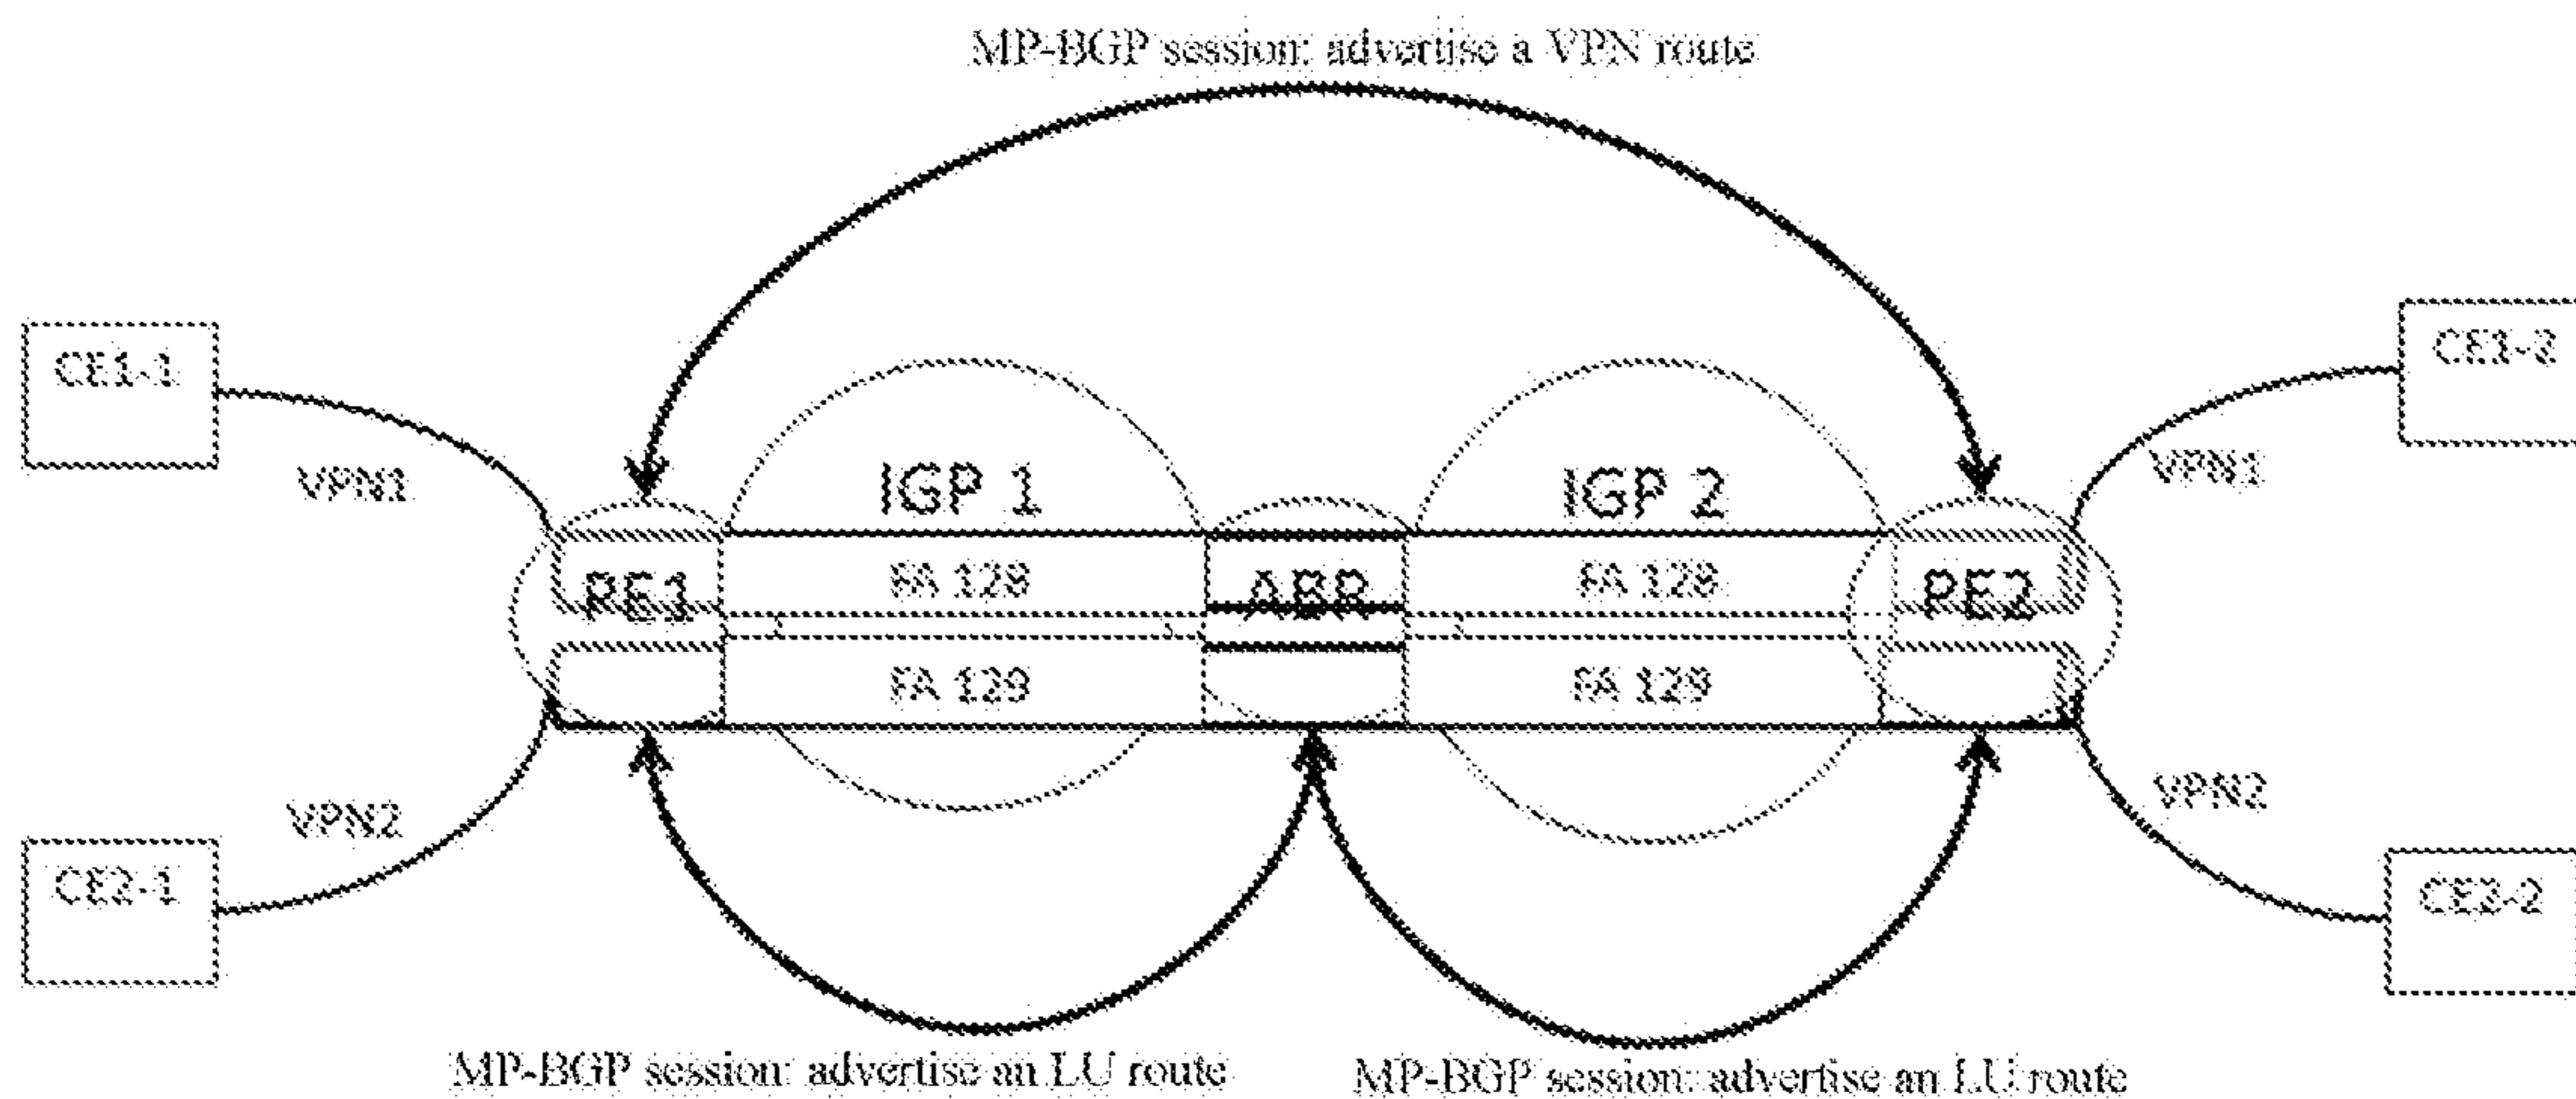 MP-BGP session: advertise a VPN route
CE1-1
CE1-2
VPN1
VPN1
IGP 1
IGP 2
PE1
FA 128
ABR
FA 128
PE2
FA 129
FA 129
VPN2
VPN2
CE2-1
CE2-2
MP-BGP session: advertise an LU route
MP-BGP session: advertise an LU route